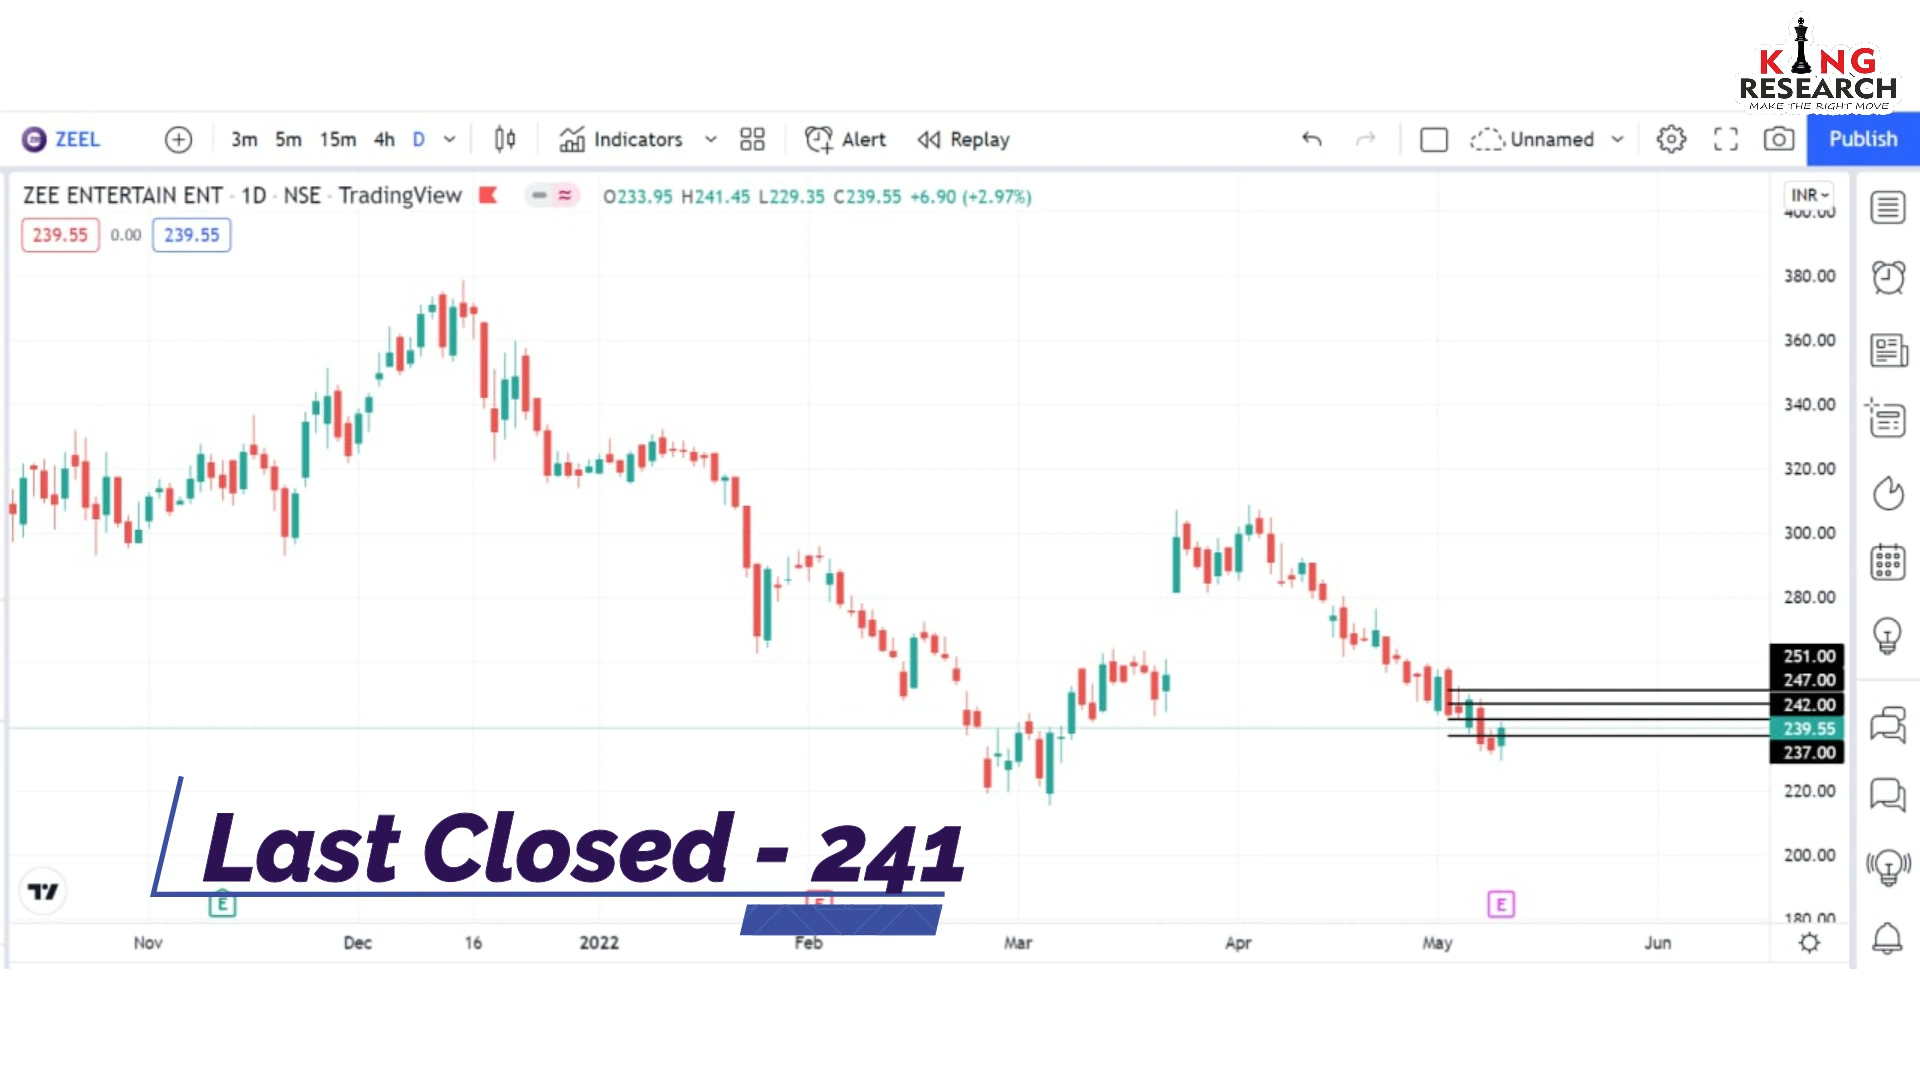 KING
RESEARCH
MAKE THE RIGHT MOVE
ZEEL 3m 5m 15m 4h D Indicators Alert Replay Unnamed Publish
ZEE ENTERTAIN ENT · 1D · NSE · TradingView O233.95 H241.45 L229.35 C239.55 +6.90 (+2.97%) INR
400.00
239.55 0.00 239.55
380.00
360.00
340.00
320.00
300.00
280.00
251.00
247.00
242.00
239.55
237.00
220.00
Last Closed - 241
200.00
E E E
180.00
Nov Dec 16 2022 Feb Mar Apr May Jun